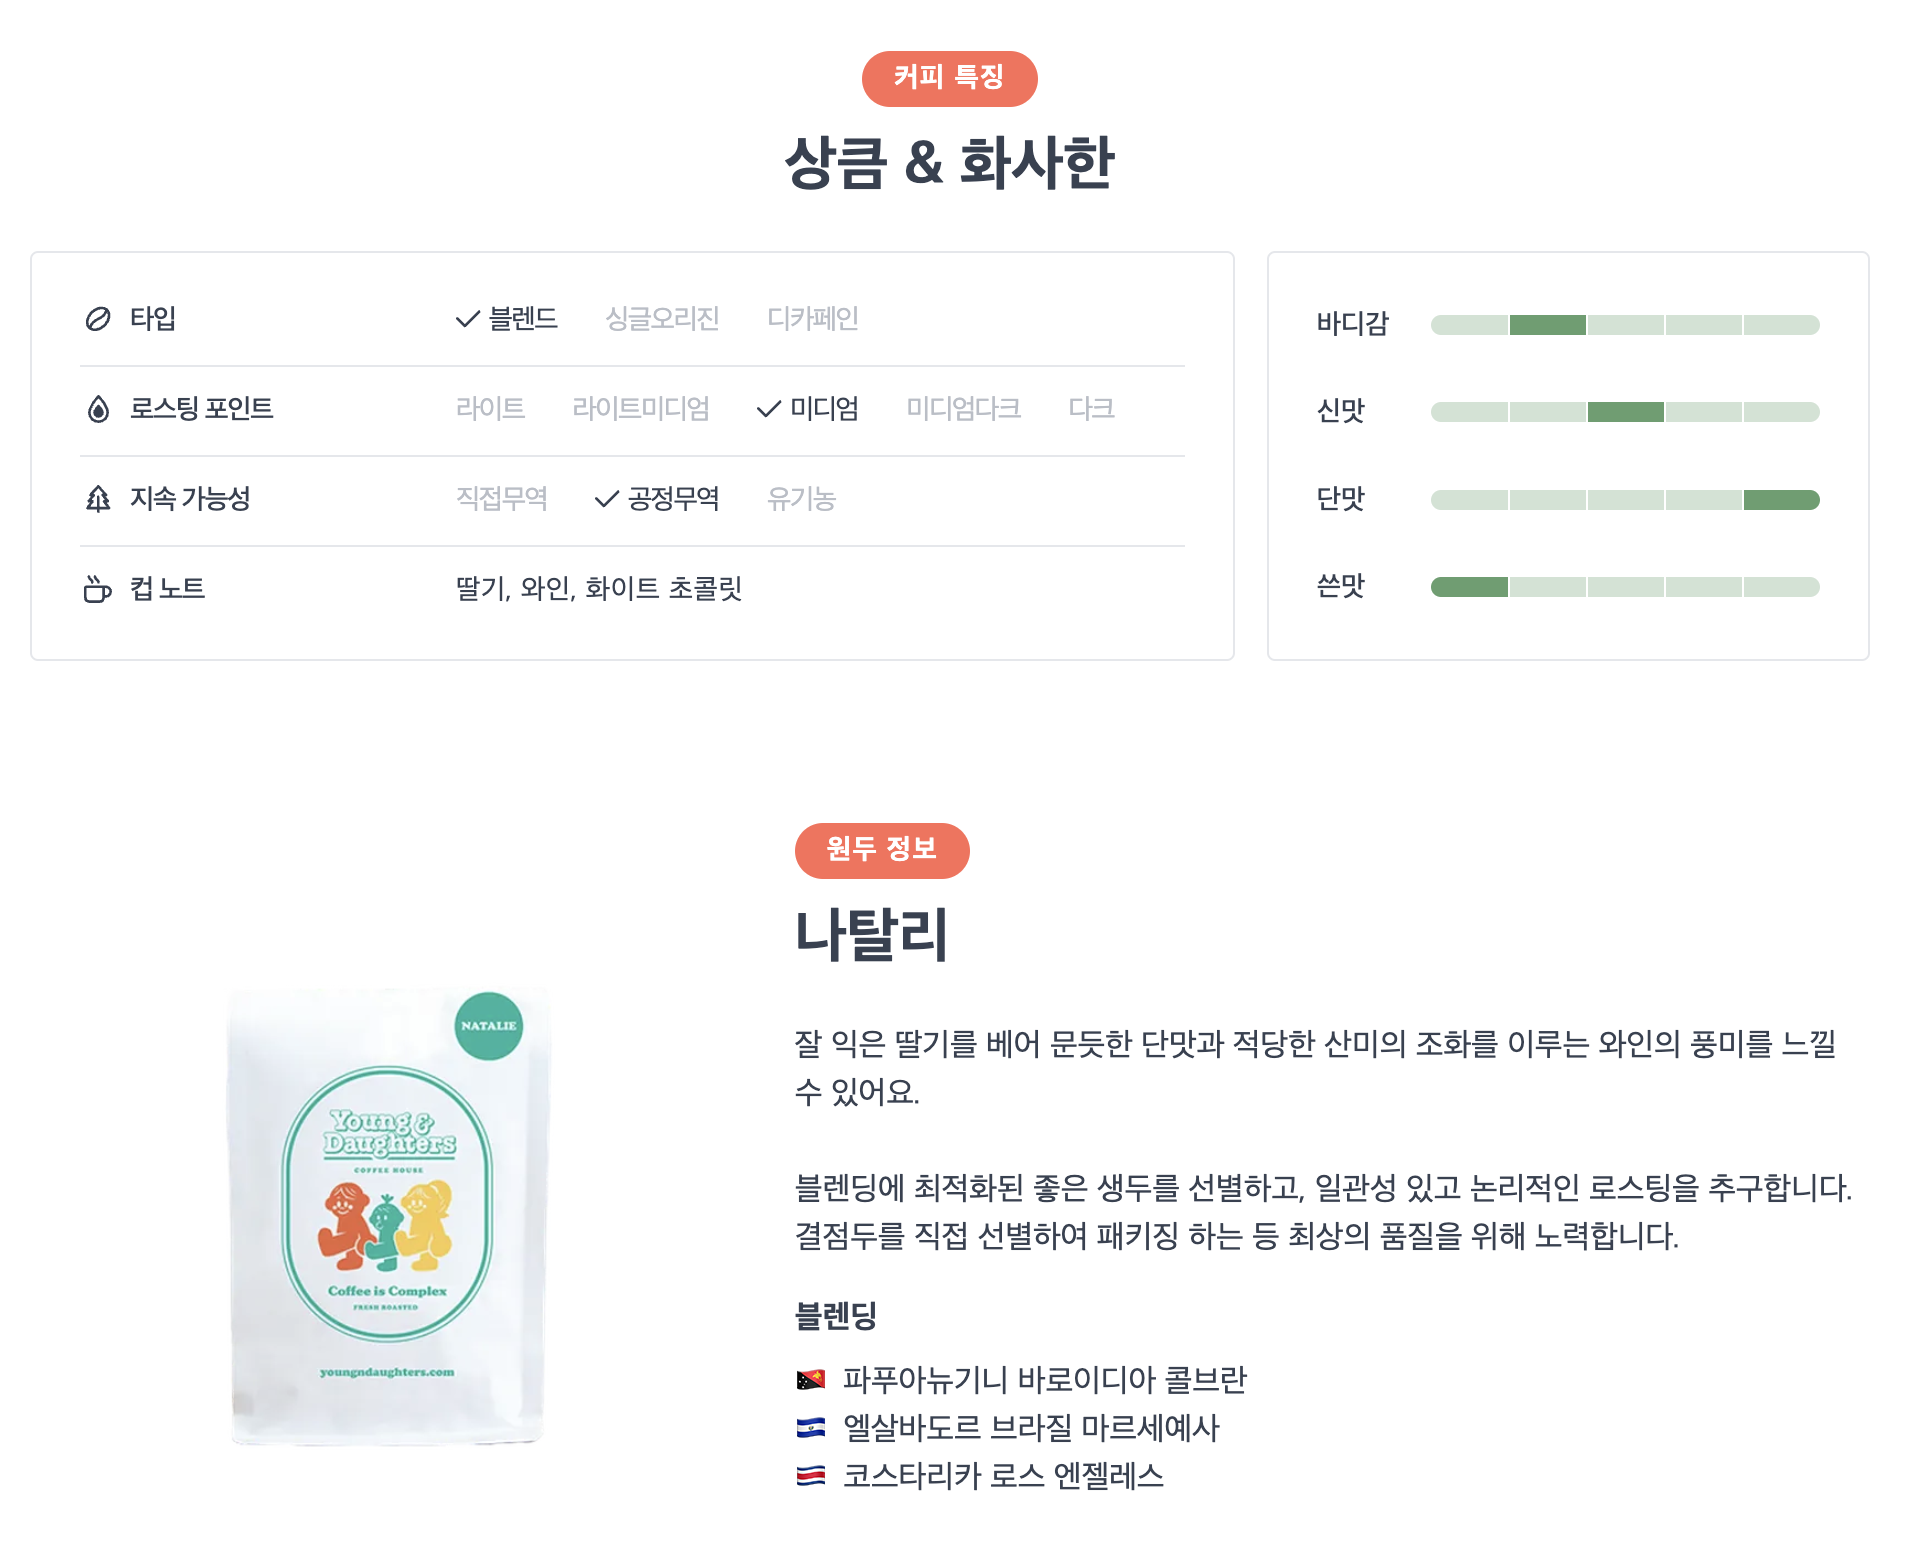 커피 특징
상큼 & 화사한
타입 블렌드 싱글오리진 디카페인
로스팅 포인트 라이트 라이트미디엄 미디엄 미디엄다크 다크
지속 가능성 직접무역 공정무역 유기농
컵 노트 딸기, 와인, 화이트 초콜릿
바디감
신맛
단맛
쓴맛
원두 정보
나탈리
잘 익은 딸기를 베어 문듯한 단맛과 적당한 산미의 조화를 이루는 와인의 풍미를 느낄
수 있어요.
블렌딩에 최적화된 좋은 생두를 선별하고, 일관성 있고 논리적인 로스팅을 추구합니다.
결점두를 직접 선별하여 패키징 하는 등 최상의 품질을 위해 노력합니다.
블렌딩
파푸아뉴기니 바로이디아 콜브란
엘살바도르 브라질 마르세예사
코스타리카 로스 엔젤레스
NATALIE
Young &
Daughters
COFFEE HOUSE
Coffee is Complex
FRESH ROASTED
youngndaughters.com